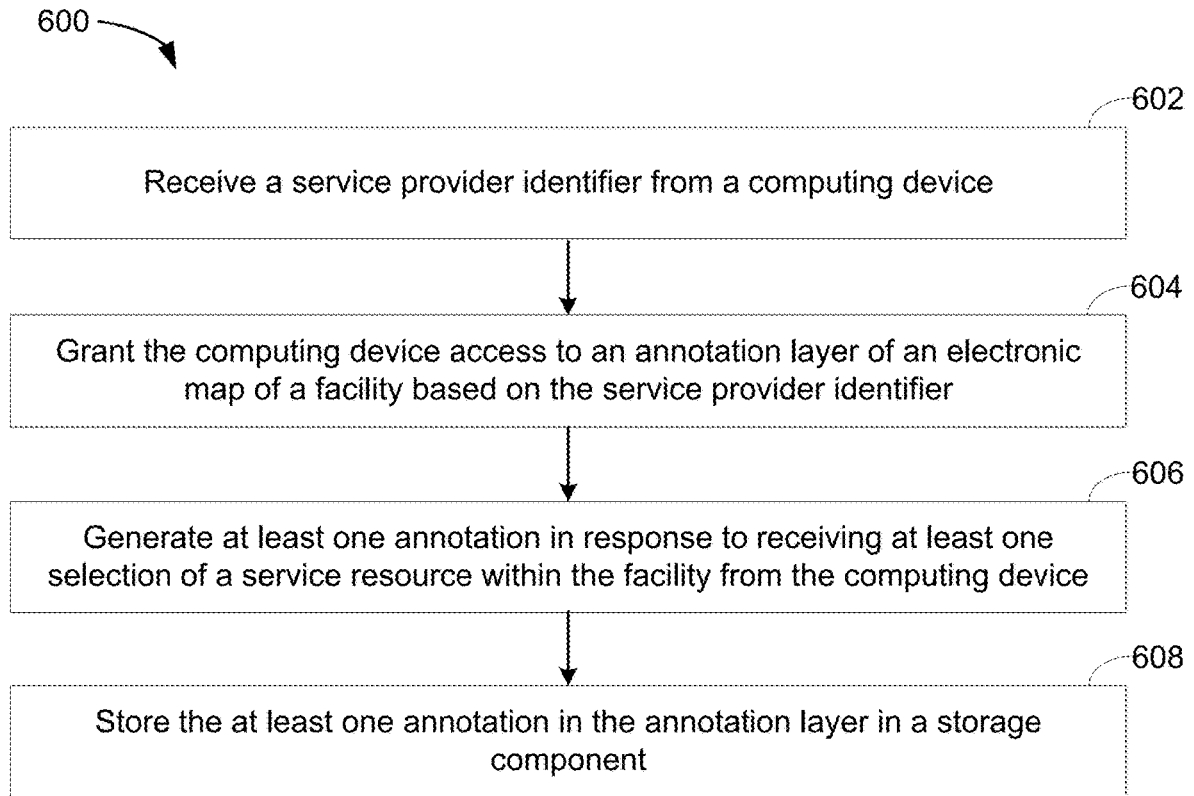 600
602
Receive a service provider identifier from a computing device
604
Grant the computing device access to an annotation layer of an electronic
map of a facility based on the service provider identifier
606
Generate at least one annotation in response to receiving at least one
selection of a service resource within the facility from the computing device
608
Store the at least one annotation in the annotation layer in a storage
component